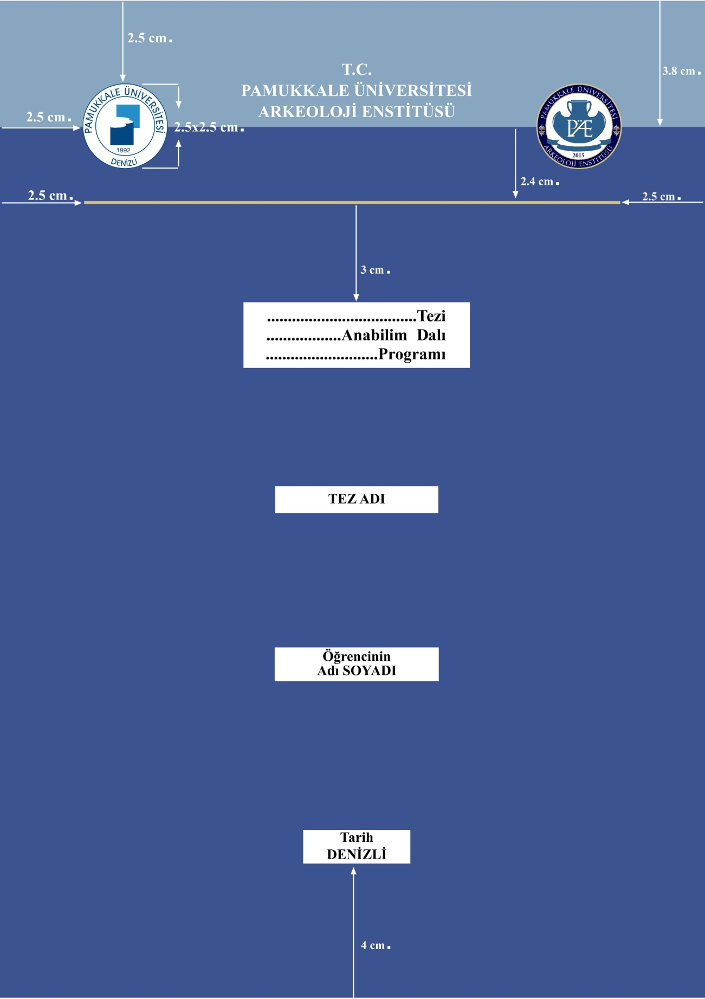 2.5 cm.
3.8 cm.
T.C.
PAMUKKALE ÜNİVERSİTESİ
ARKEOLOJİ ENSTİTÜSÜ
PAMUKKALE ÜNİVERSİTESİ
1992
DENİZLİ
PAMUKKALE ÜNİVERSİTESİ
PÆ
2015
ARKEOLOJİ ENSTİTÜSÜ
2.5 cm.
2.5x2.5 cm.
2.4 cm.
2.5 cm.
2.5 cm.
3 cm.
....................................Tezi
..................Anabilim Dalı
...........................Programı
TEZ ADI
Öğrencinin
Adı SOYADI
Tarih
DENİZLİ
4 cm.